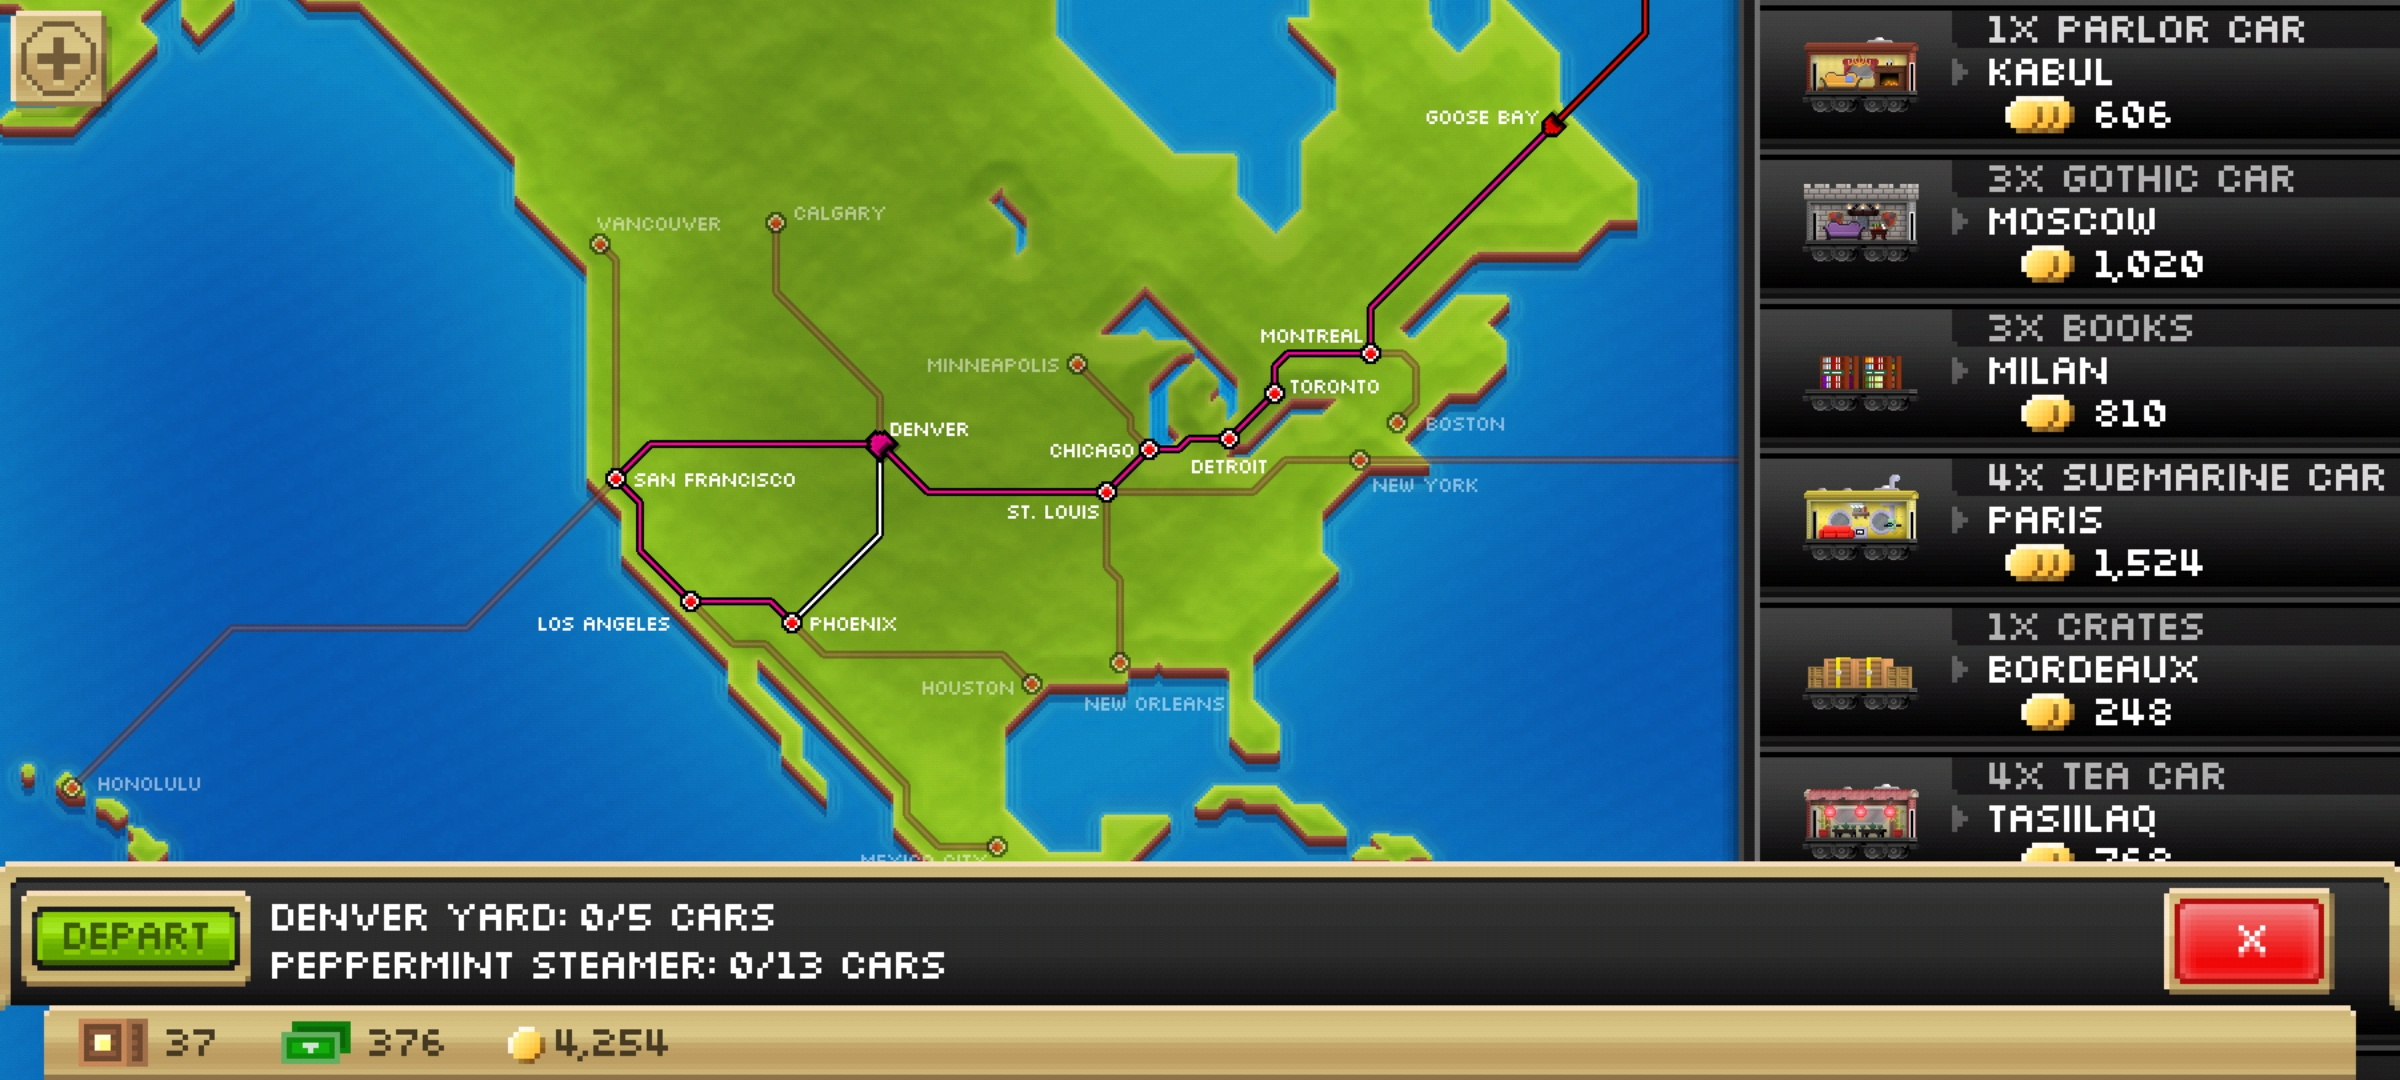 GOOSE BAY
VANCOUVER
CALGARY
MONTREAL
MINNEAPOLIS
TORONTO
DENVER
BOSTON
CHICAGO
DETROIT
SAN FRANCISCO
NEW YORK
ST. LOUIS
LOS ANGELES
PHOENIX
HOUSTON
NEW ORLEANS
HONOLULU
MEXICO CITY
1X PARLOR CAR
KABUL
606
3X GOTHIC CAR
MOSCOW
1,020
3X BOOKS
MILAN
810
4X SUBMARINE CAR
PARIS
1,524
1X CRATES
BORDEAUX
248
4X TEA CAR
TASIILAQ
DEPART
DENVER YARD: 0/5 CARS
PEPPERMINT STEAMER: 0/13 CARS
X
37
376
4,254